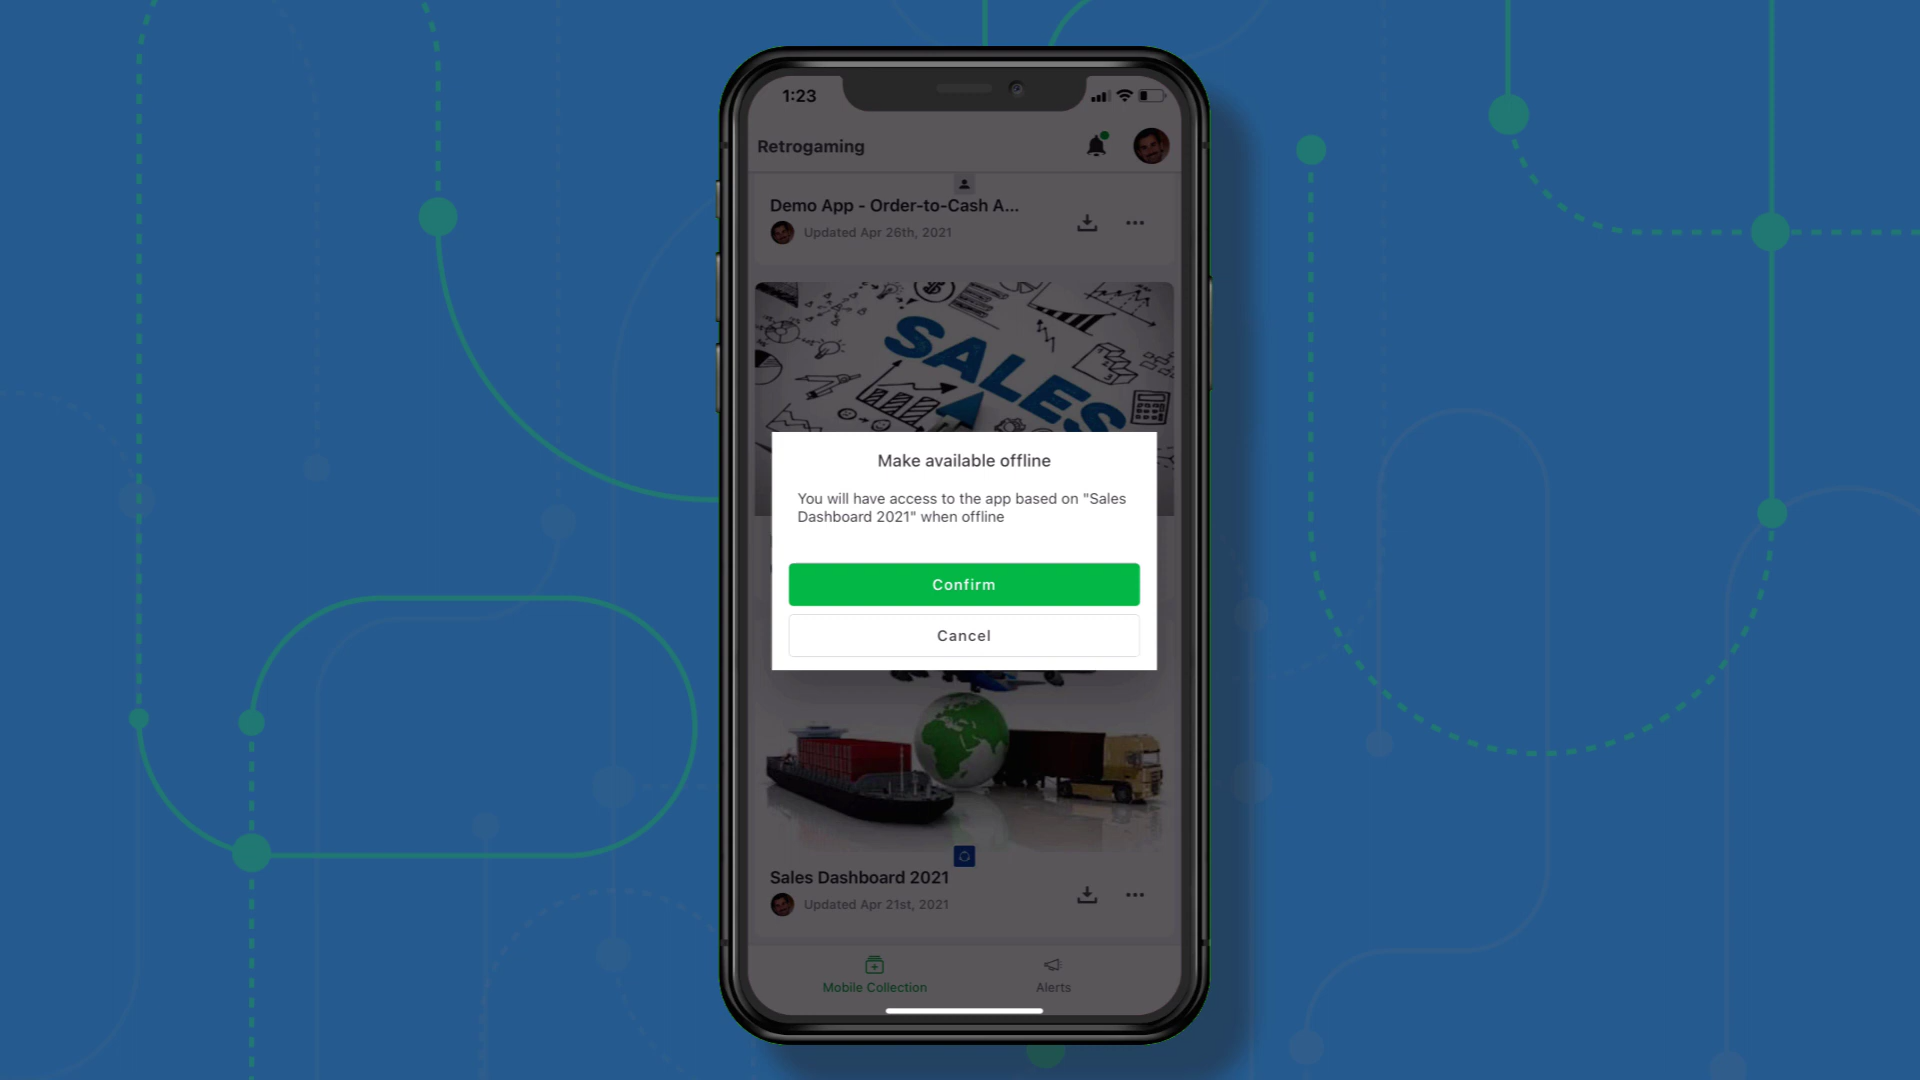 1:23
Retrogaming
Demo App - Order-to-Cash A...
Updated Apr 26th, 2021
SALES
Make available offline
You will have access to the app based on "Sales
Dashboard 2021" when offline
Confirm
Cancel
Sales Dashboard 2021
Updated Apr 21st, 2021
Mobile Collection
Alerts